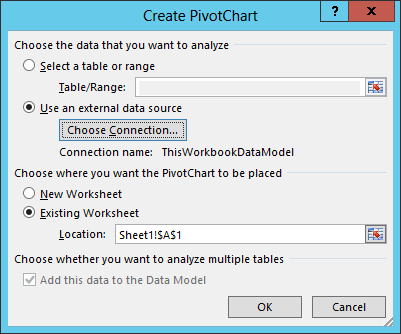 Create PivotChart
?
Choose the data that you want to analyze
Select a table or range
Table/Range:
Use an external data source
Choose Connection...
Connection name: ThisWorkbookDataModel
Choose where you want the PivotChart to be placed
New Worksheet
Existing Worksheet
Location: Sheet1!$A$1
Choose whether you want to analyze multiple tables
Add this data to the Data Model
OK Cancel